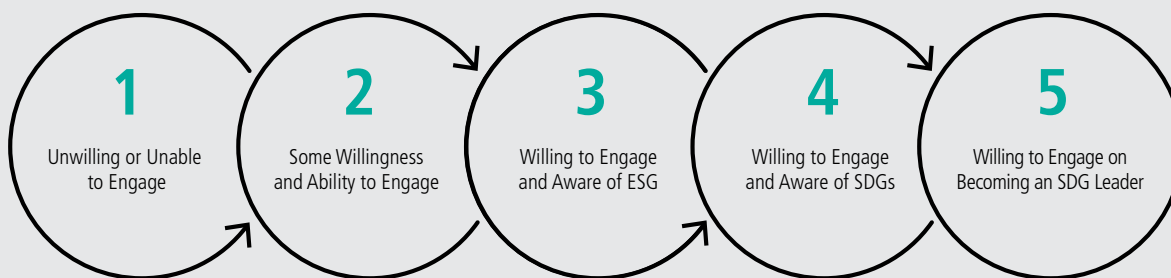 1
Unwilling or Unable
to Engage
2
Some Willingness
and Ability to Engage
3
Willing to Engage
and Aware of ESG
4
Willing to Engage
and Aware of SDGs
5
Willing to Engage on
Becoming an SDG Leader